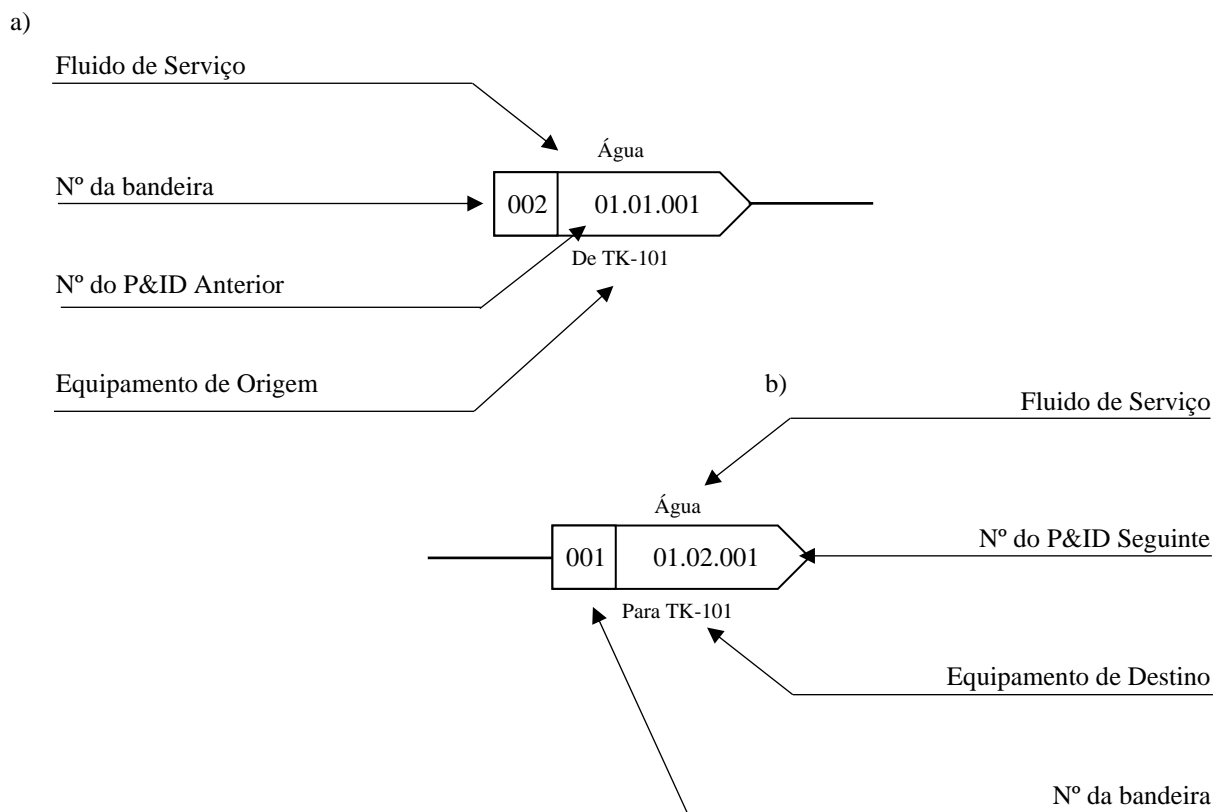 a)
Fluido de Serviço
Água
Nº da bandeira
002
01.01.001
De TK-101
Nº do P&ID Anterior
Equipamento de Origem
b)
Fluido de Serviço
Água
001
01.02.001
Nº do P&ID Seguinte
Para TK-101
Equipamento de Destino
Nº da bandeira